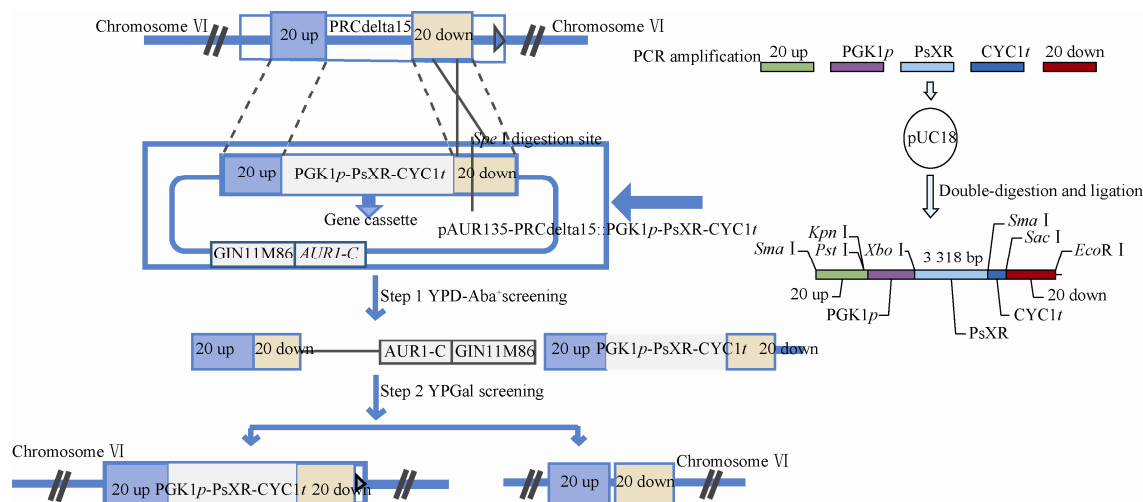 Chromosome Ⅵ
20 up
PRCdelta15
20 down
Chromosome Ⅵ
Spe I digestion site
20 up
PGK1p-PsXR-CYC1t
20 down
Gene cassette
pAUR135-PRCdelta15::PGK1p-PsXR-CYC1t
GIN11M86
AUR1-C
Step 1 YPD-Aba⁺screening
20 up
20 down
AUR1-C
GIN11M86
20 up
PGK1p-PsXR-CYC1t
20 down
Step 2 YPGal screening
Chromosome Ⅵ
20 up
PGK1p-PsXR-CYC1t
20 down
20 up
20 down
Chromosome Ⅵ
PCR amplification
20 up
PGK1p
PsXR
CYC1t
20 down
pUC18
Double-digestion and ligation
Sma I
Kpn I
Pst I
Xbo I
3 318 bp
Sma I
Sac I
EcoR I
20 up
PGK1p
PsXR
CYC1t
20 down